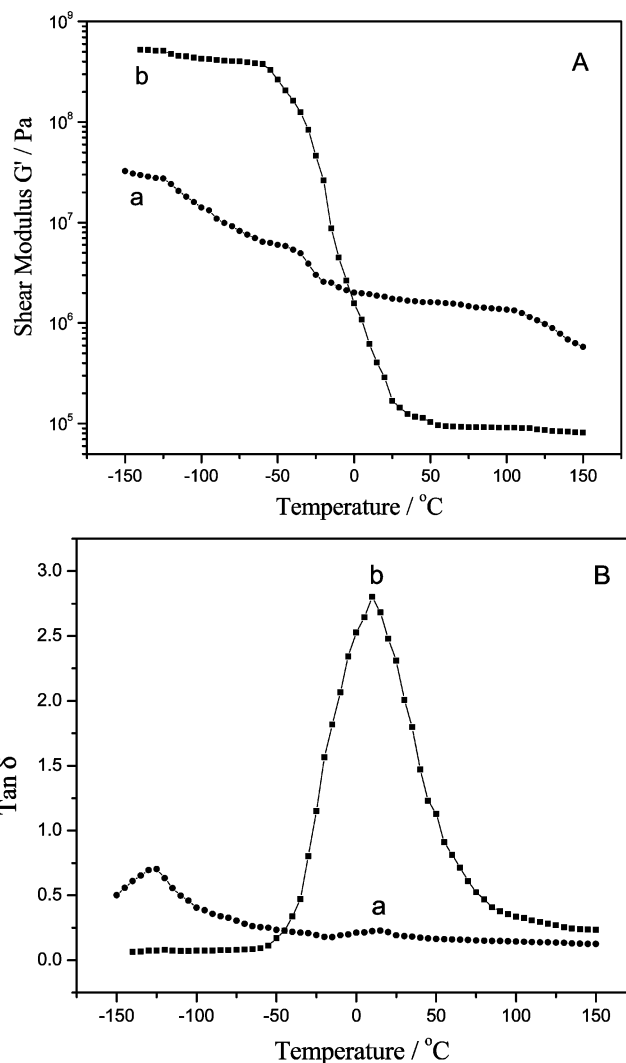 A
10⁹
b
10⁸
a
10⁷
10⁶
10⁵
Shear Modulus G' / Pa
-150 -100 -50 0 50 100 150
Temperature / °C
B
b
3.0
2.5
2.0
1.5
1.0
a
0.5
0.0
Tan δ
-150 -100 -50 0 50 100 150
Temperature / °C